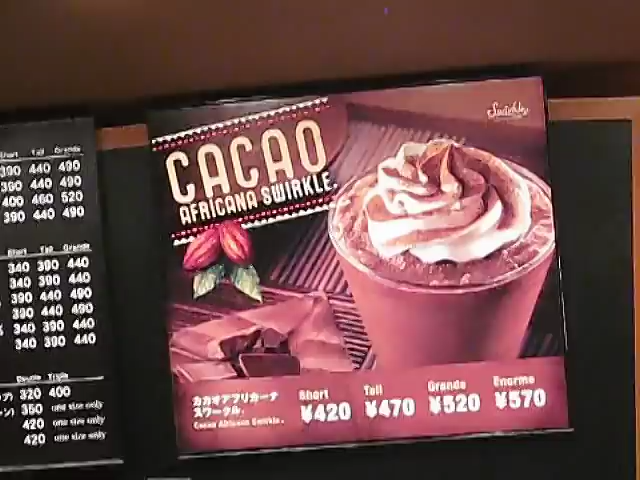 Short Tall Grande
390 440 490
390 440 490
400 460 520
390 440 490
Short Tall Grande
340 390 440
340 390 440
390 440 490
390 440 490
340 390 440
340 390 440
Double Triple
320 400
350 one size only
420 one size only
420 one size only
Swirkle
CACAO
AFRICANA SWIRKLE.
カカオアフリカーナ
スワークル.
Cacao Africana Swirkle.
Short Tall Grande Enorme
¥420 ¥470 ¥520 ¥570